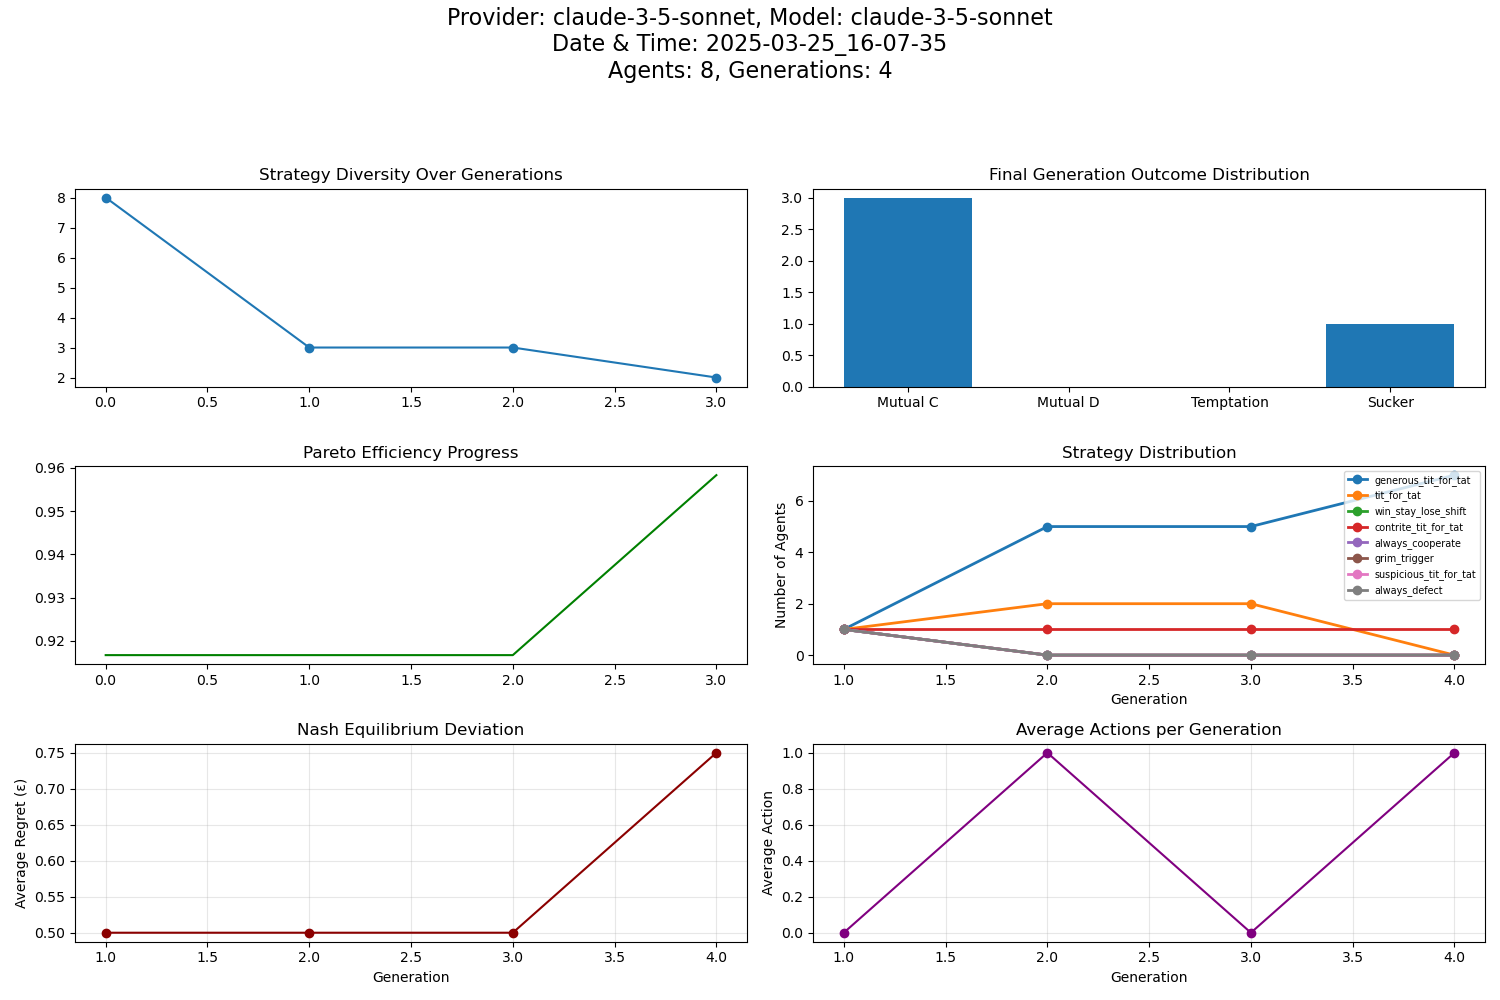 Provider: claude-3-5-sonnet, Model: claude-3-5-sonnet
Date & Time: 2025-03-25_16-07-35
Agents: 8, Generations: 4
Strategy Diversity Over Generations
8
7
6
5
4
3
2
0.0 0.5 1.0 1.5 2.0 2.5 3.0
Final Generation Outcome Distribution
3.0
2.5
2.0
1.5
1.0
0.5
0.0
Mutual C Mutual D Temptation Sucker
Pareto Efficiency Progress
0.96
0.95
0.94
0.93
0.92
0.0 0.5 1.0 1.5 2.0 2.5 3.0
Strategy Distribution
Number of Agents
6
4
2
0
generous_tit_for_tat
tit_for_tat
win_stay_lose_shift
contrite_tit_for_tat
always_cooperate
grim_trigger
suspicious_tit_for_tat
always_defect
1.0 1.5 2.0 2.5 3.0 3.5 4.0
Generation
Nash Equilibrium Deviation
Average Regret (ε)
0.75
0.70
0.65
0.60
0.55
0.50
1.0 1.5 2.0 2.5 3.0 3.5 4.0
Generation
Average Actions per Generation
Average Action
1.0
0.8
0.6
0.4
0.2
0.0
1.0 1.5 2.0 2.5 3.0 3.5 4.0
Generation